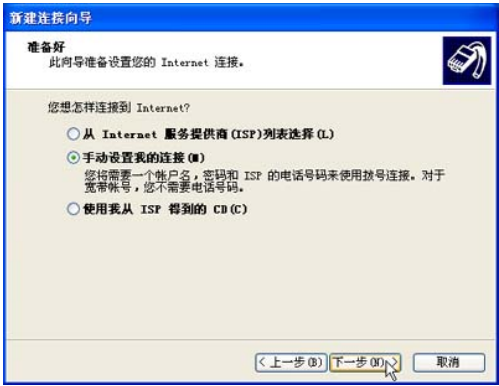 新建连接向导
准备好
此向导准备设置您的 Internet 连接。
您想怎样连接到 Internet?
从 Internet 服务提供商(ISP)列表选择(L)
手动设置我的连接(M)
您将需要一个帐户名，密码和 ISP 的电话号码来使用拨号连接。对于
宽带帐号，您不需要电话号码。
使用我从 ISP 得到的 CD(C)
<上一步(B) 下一步(N)> 取消